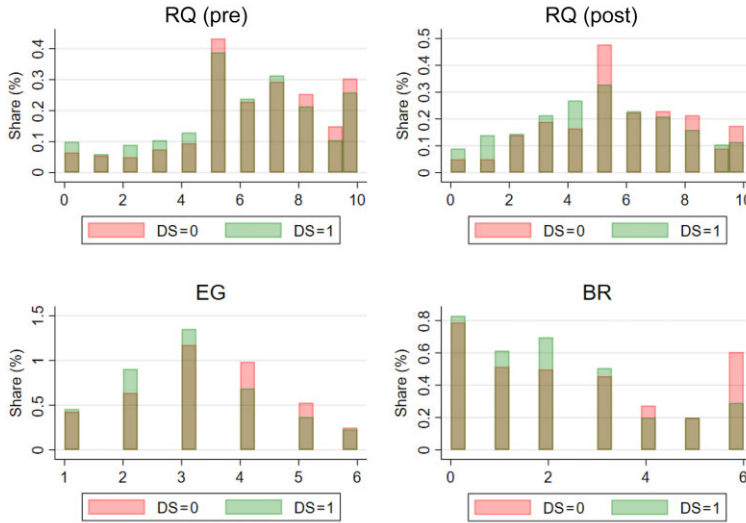 RQ (pre)
Share (%)
0 0.1 0.2 0.3 0.4
0 2 4 6 8 10
DS=0 DS=1
RQ (post)
Share (%)
0 0.1 0.2 0.3 0.4 0.5
0 2 4 6 8 10
DS=0 DS=1
EG
Share (%)
0 0.5 1 1.5
1 2 3 4 5 6
DS=0 DS=1
BR
Share (%)
0 0.2 0.4 0.6 0.8
0 2 4 6
DS=0 DS=1